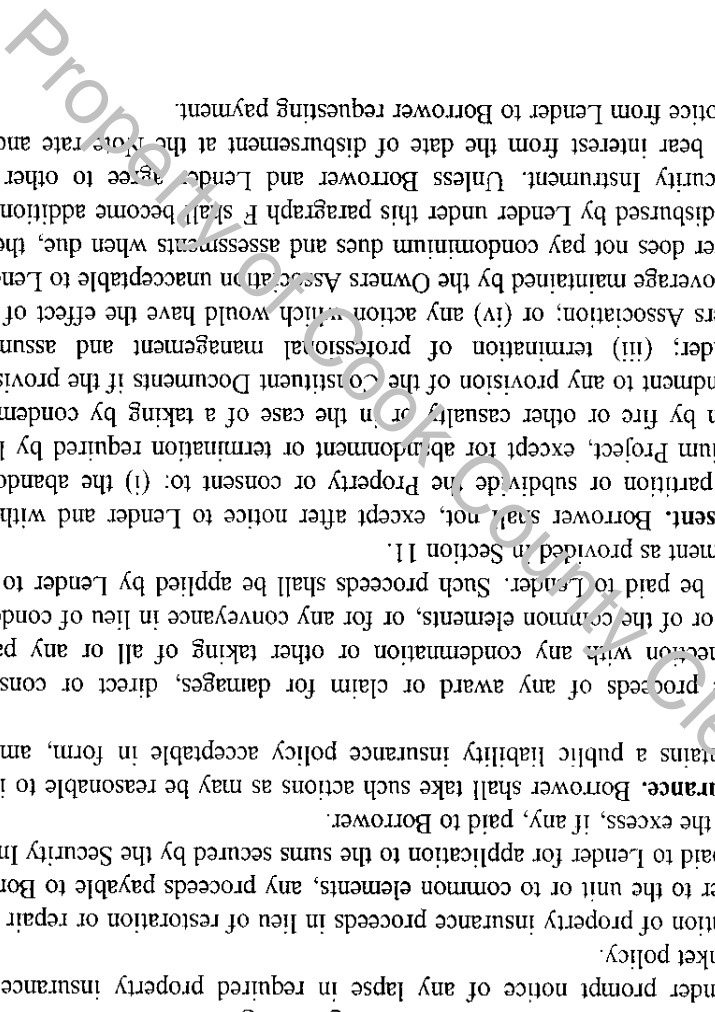 nder prompt notice of any lapse in required property insurance
nket policy.
tion of property insurance proceeds in lieu of restoration or repair
er to the unit or to common elements, any proceeds payable to Bor
paid to Lender for application to the sums secured by the Security In
the excess, if any, paid to Borrower.
urance. Borrower shall take such actions as may be reasonable to i
ntains a public liability insurance policy acceptable in form, am
proceeds of any award or claim for damages, direct or cons
nection with any condemnation or other taking of all or any pa
or of the common elements, or for any conveyance in lieu of conde
be paid to Lender. Such proceeds shall be applied by Lender to
ment as provided in Section 11.
sent. Borrower shall not, except after notice to Lender and with
partition or subdivide the Property or consent to: (i) the abando
ium Project, except for abandonment or termination required by l
n by fire or other casualty or in the case of a taking by condem
ndment to any provision of the Constituent Documents if the provis
nder; (iii) termination of professional management and assum
rs Association; or (iv) any action which would have the effect of
overage maintained by the Owners Association unacceptable to Lend
er does not pay condominium dues and assessments when due, the
disbursed by Lender under this paragraph F shall become addition
curity Instrument. Unless Borrower and Lender agree to other
bear interest from the date of disbursement at the Note rate and
otice from Lender to Borrower requesting payment.
Property of Cook County Cle